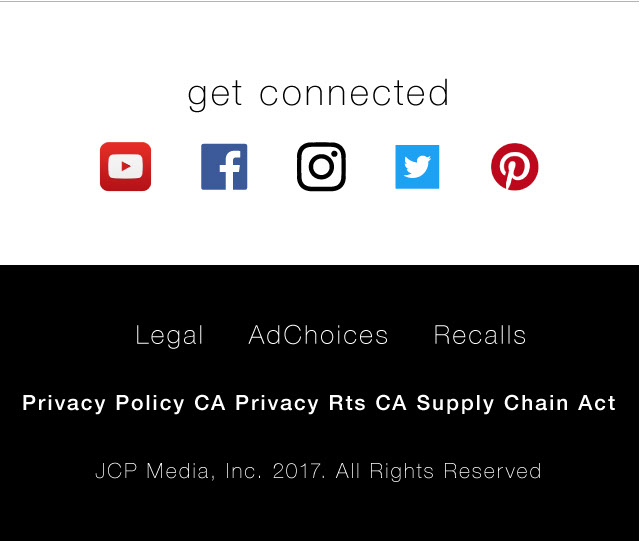 get connected
Legal AdChoices Recalls
Privacy Policy CA Privacy Rts CA Supply Chain Act
JCP Media, Inc. 2017. All Rights Reserved